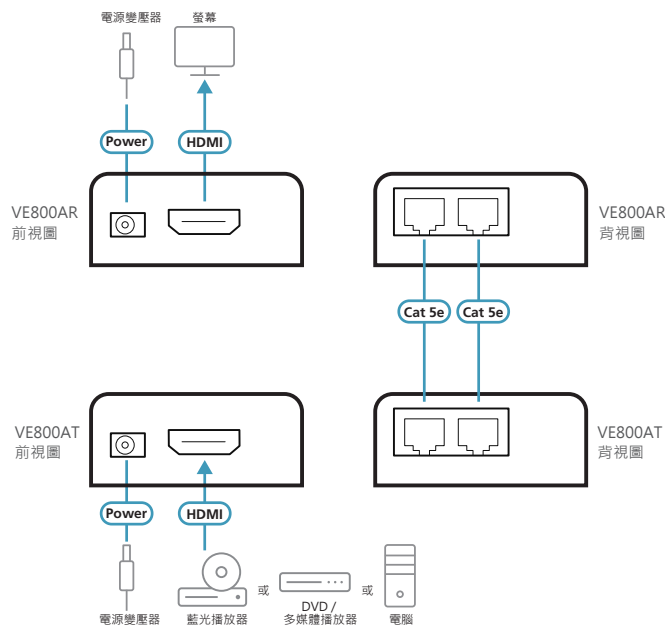 電源變壓器
螢幕
Power
HDMI
VE800AR
前視圖
VE800AR
背視圖
Cat 5e
Cat 5e
VE800AT
前視圖
VE800AT
背視圖
Power
HDMI
電源變壓器
藍光播放器
或
DVD /
多媒體播放器
或
電腦